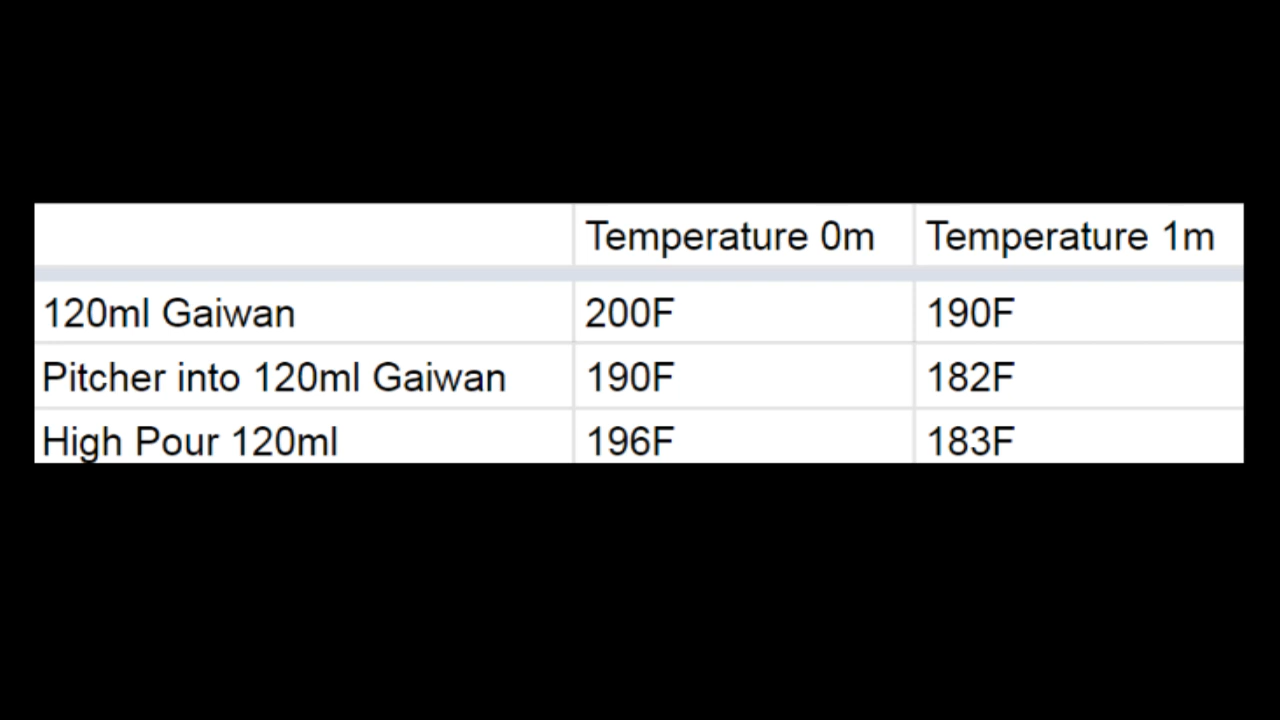 Temperature 0m Temperature 1m
120ml Gaiwan 200F 190F
Pitcher into 120ml Gaiwan 190F 182F
High Pour 120ml 196F 183F